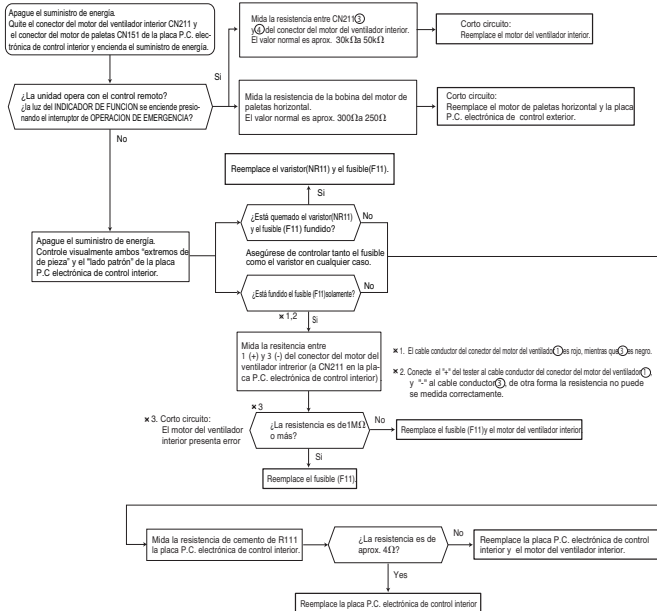 Apague el suministro de energía.
Quite el conector del motor del ventilador interior CN211 y
el conector del motor de paletas CN151 de la placa P.C. elec-
trónica de control interior y encienda el suministro de energía.
Mida la resistencia entre CN211③
y④ del conector del motor del ventilador interior.
El valor normal es aprox. 30kΩa 50kΩ
Corto circuito:
Reemplace el motor del ventilador interior.
Si
¿La unidad opera con el control remoto?
¿la luz del INDICADOR DE FUNCION se enciende presio-
nando el interruptor de OPERACION DE EMERGENCIA?
Mida la resistencia de la bobina del motor de
paletas horizontal.
El valor normal es aprox. 300Ωa 250Ω
Corto circuito:
Reemplace el motor de paletas horizontal y la placa
P.C. electrónica de control exterior.
No
Reemplace el varistor(NR11) y el fusible(F11).
Si
¿Está quemado el varistor(NR11)
y el fusible (F11) fundido?
No
Apague el suministro de energía.
Controle visualmente ambos "extremos de
de pieza" y el "lado patrón" de la placa
P.C electrónica de control interior.
Asegúrese de controlar tanto el fusible
como el varistor en cualquier caso.
¿Está fundido el fusible (F11)solamente?
No
×1,2
Si
Mida la resitencia entre
1 (+) y 3 (-) del conector del motor del
ventilador intrerior (a CN211 en la pla-
ca P.C. electrónica de control interior).
×1. El cable conductor del conector del motor del ventilador①es rojo, mientras que③es negro.
×2. Conecte el "+" del tester al cable conductor del conector del motor del ventilador①,
y "-" al cable conductor③, de otra forma la resistencia no puede
se medida correctamente.
×3
×3. Corto circuito:
El motor del ventilador
interior presenta error
¿La resistencia es de1MΩ
o más?
No
Reemplace el fusible (F11)y el motor del ventilador interior.
Si
Reemplace el fusible (F11).
Mida la resistencia de cemento de R111
la placa P.C. electrónica de control interior.
¿La resistencia es de
aprox. 4Ω?
No
Reemplace la placa P.C. electrónica de control
interior y el motor del ventilador interior.
Yes
Reemplace la placa P.C. electrónica de control interior